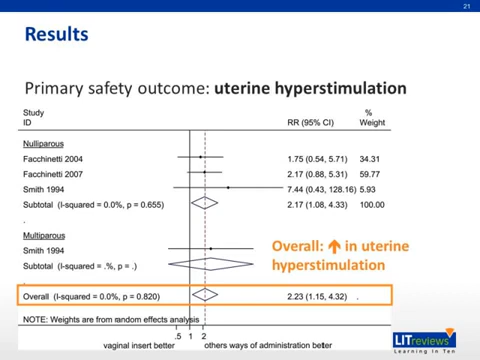 21
Results
Primary safety outcome: uterine hyperstimulation
Study % 
ID RR (95% CI) Weight
Nulliparous
Facchinetti 2004 1.75 (0.54, 5.71) 34.31
Facchinetti 2007 2.17 (0.88, 5.31) 59.77
Smith 1994 7.44 (0.43, 128.16) 5.93
Subtotal (I-squared = 0.0%, p = 0.655) 2.17 (1.08, 4.33) 100.00
.
Multiparous
Smith 1994
Subtotal (I-squared = .%, p = .)
Overall: in uterine
hyperstimulation
.
Overall (I-squared = 0.0%, p = 0.820) 2.23 (1.15, 4.32) .
NOTE: Weights are from random effects analysis
.5 1 2
vaginal insert better others ways of administration better
LITreviews
Learning In Ten